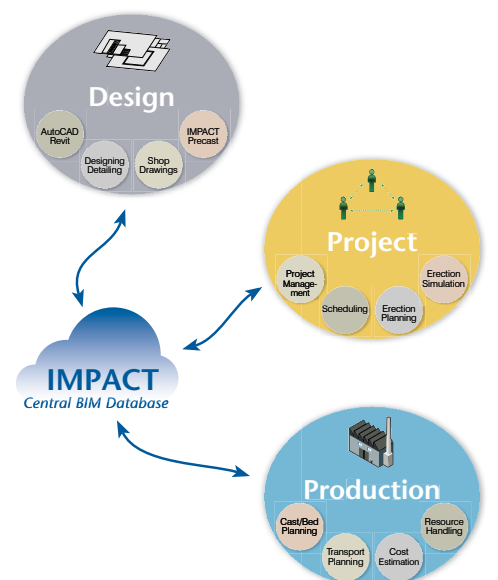 Design
AutoCAD
Revit
Designing
Detailing
Shop
Drawings
IMPACT
Precast
Project
Project
Manage-
ment
Scheduling
Erection
Planning
Erection
Simulation
IMPACT
Central BIM Database
Production
Cast/Bed
Planning
Transport
Planning
Cost
Estimation
Resource
Handling